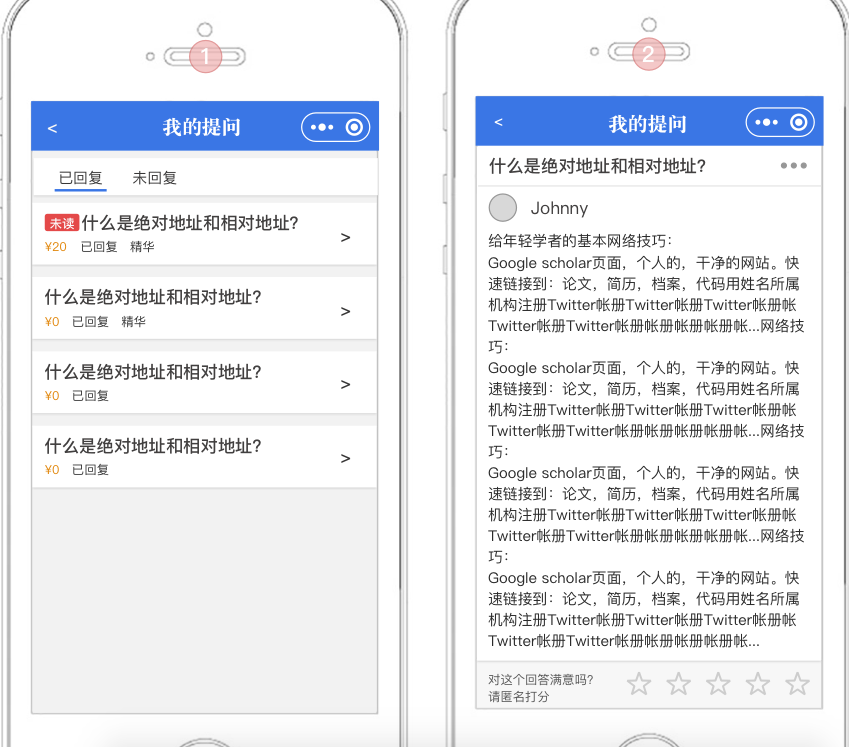 1
<
我的提问
已回复 未回复
未读 什么是绝对地址和相对地址?
¥20 已回复 精华
>
什么是绝对地址和相对地址?
¥0 已回复 精华
>
什么是绝对地址和相对地址?
¥0 已回复
>
什么是绝对地址和相对地址?
¥0 已回复
>
2
<
我的提问
什么是绝对地址和相对地址?
Johnny
给年轻学者的基本网络技巧：
Google scholar页面，个人的，干净的网站。快
速链接到：论文，简历，档案，代码用姓名所属
机构注册Twitter帐册Twitter帐册Twitter帐册帐
Twitter帐册Twitter帐册帐册帐册帐册帐...网络技
巧：
Google scholar页面，个人的，干净的网站。快
速链接到：论文，简历，档案，代码用姓名所属
机构注册Twitter帐册Twitter帐册Twitter帐册帐
Twitter帐册Twitter帐册帐册帐册帐册帐...网络技
巧：
Google scholar页面，个人的，干净的网站。快
速链接到：论文，简历，档案，代码用姓名所属
机构注册Twitter帐册Twitter帐册Twitter帐册帐
Twitter帐册Twitter帐册帐册帐册帐册帐...网络技
巧：
Google scholar页面，个人的，干净的网站。快
速链接到：论文，简历，档案，代码用姓名所属
机构注册Twitter帐册Twitter帐册Twitter帐册帐
Twitter帐册Twitter帐册帐册帐册帐册帐...
对这个回答满意吗?
请匿名打分